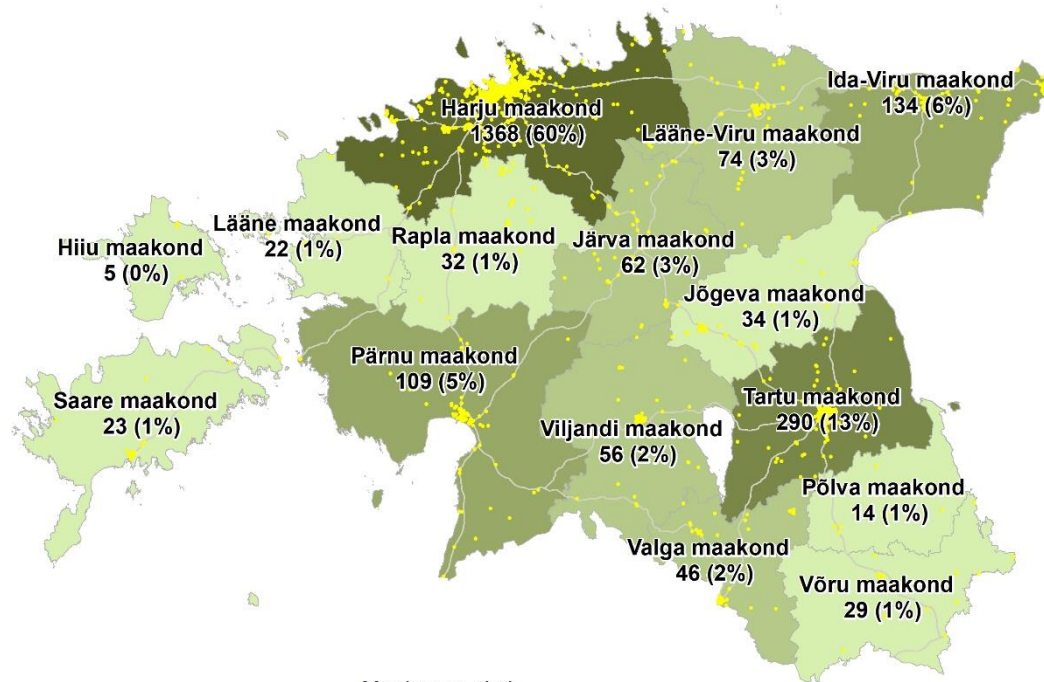 Harju maakond
1368 (60%)
Ida-Viru maakond
134 (6%)
Lääne-Viru maakond
74 (3%)
Lääne maakond
22 (1%)
Hiiu maakond
5 (0%)
Rapla maakond
32 (1%)
Järva maakond
62 (3%)
Jõgeva maakond
34 (1%)
Pärnu maakond
109 (5%)
Saare maakond
23 (1%)
Tartu maakond
290 (13%)
Viljandi maakond
56 (2%)
Põlva maakond
14 (1%)
Valga maakond
46 (2%)
Võru maakond
29 (1%)